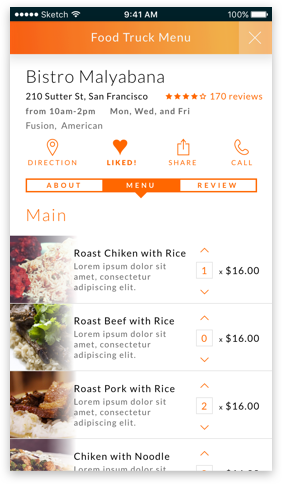 Sketch 9:41 AM 100%
Food Truck Menu
Bistro Malyabana
210 Sutter St, San Francisco 170 reviews
from 10am-2pm Mon, Wed, and Fri
Fusion, American
DIRECTION LIKED! SHARE CALL
ABOUT MENU REVIEW
Main
Roast Chiken with Rice
Lorem ipsum dolor sit
amet, consectetur
adipiscing elit.
1 x $16.00
Roast Beef with Rice
Lorem ipsum dolor sit
amet, consectetur
adipiscing elit.
0 x $16.00
Roast Pork with Rice
Lorem ipsum dolor sit
amet, consectetur
adipiscing elit.
2 x $16.00
Chiken with Noodle
Lorem ipsum dolor sit
x $16.00